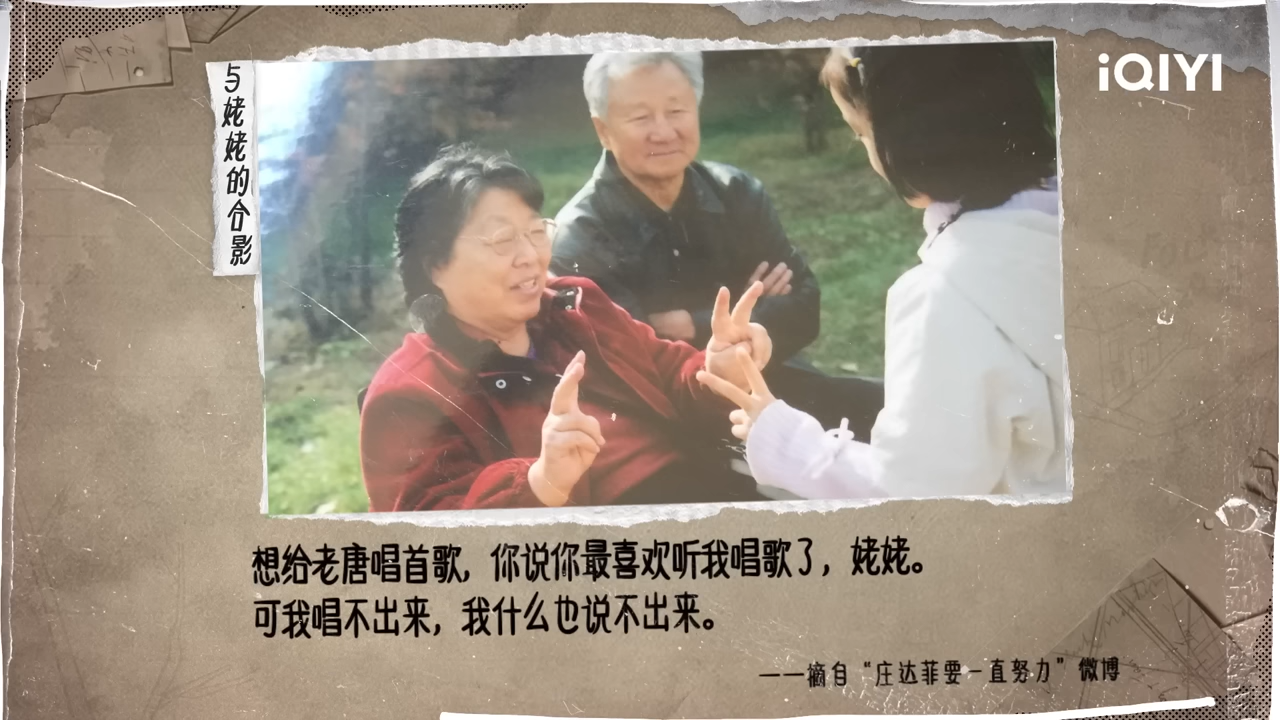 iQIYI
与姥姥的合影
想给老唐唱首歌，你说你最喜欢听我唱歌了，姥姥。
可我唱不出来，我什么也说不出来。
——摘自“庄达菲要一直努力”微博